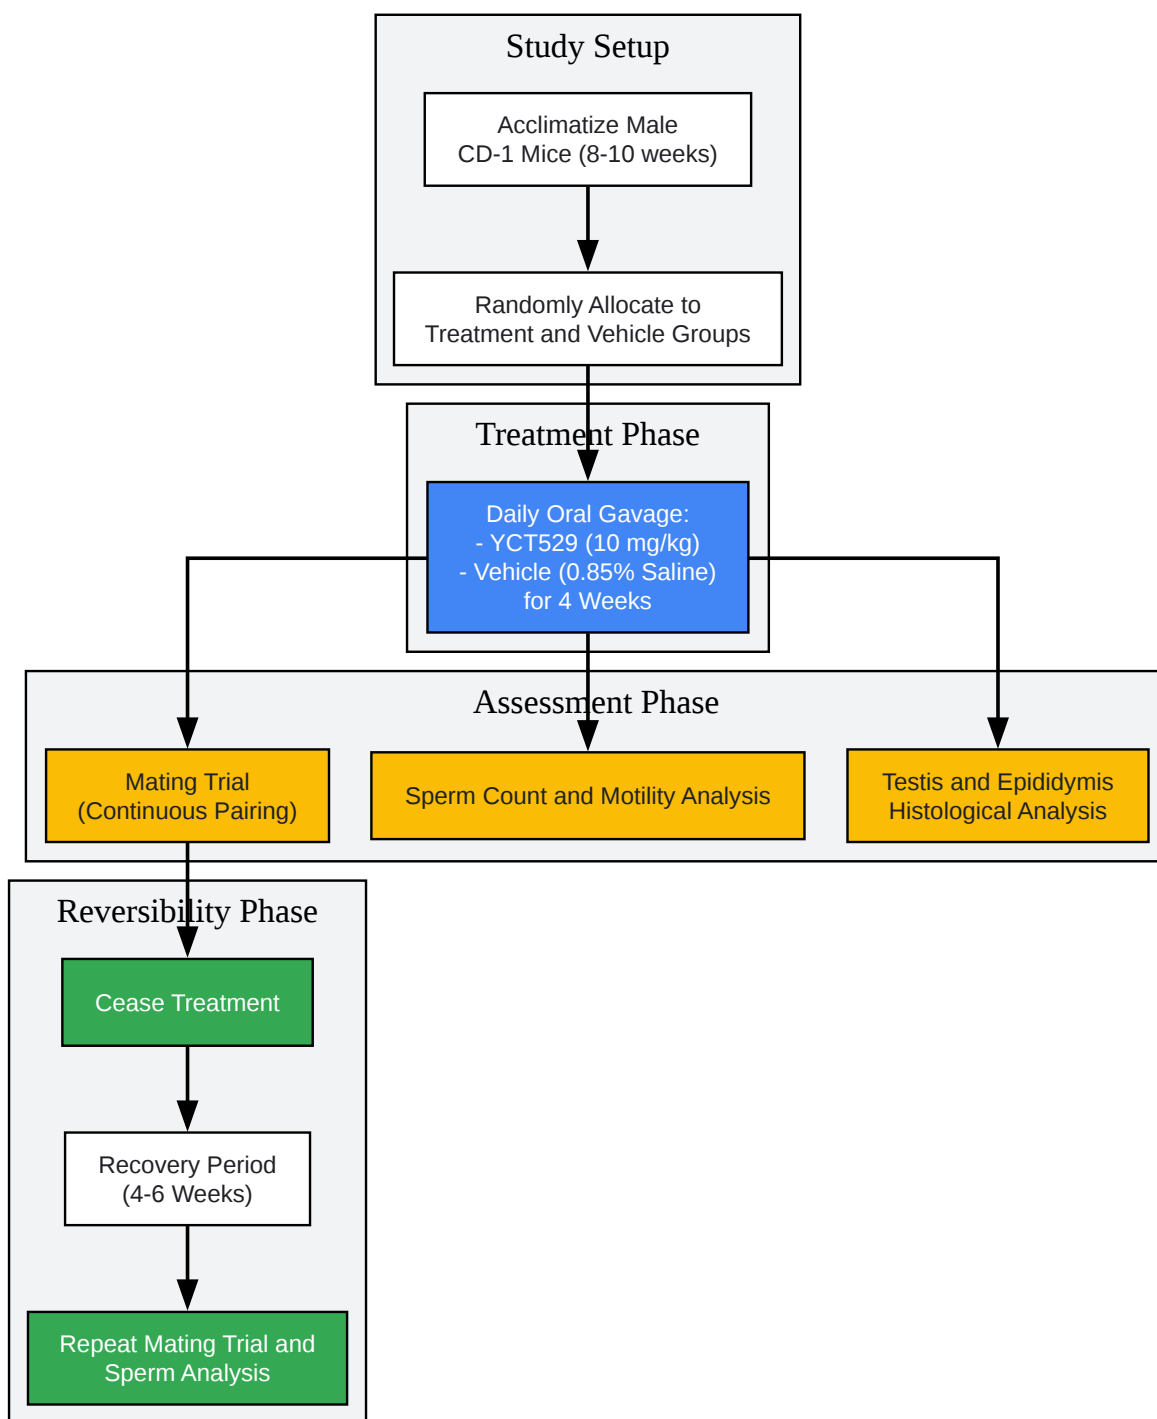 Study Setup
Acclimatize Male
CD-1 Mice (8-10 weeks)
Randomly Allocate to
Treatment and Vehicle Groups
Treatment Phase
Daily Oral Gavage:
- YCT529 (10 mg/kg)
- Vehicle (0.85% Saline)
for 4 Weeks
Assessment Phase
Mating Trial
(Continuous Pairing)
Sperm Count and Motility Analysis
Testis and Epididymis
Histological Analysis
Reversibility Phase
Cease Treatment
Recovery Period
(4-6 Weeks)
Repeat Mating Trial and
Sperm Analysis